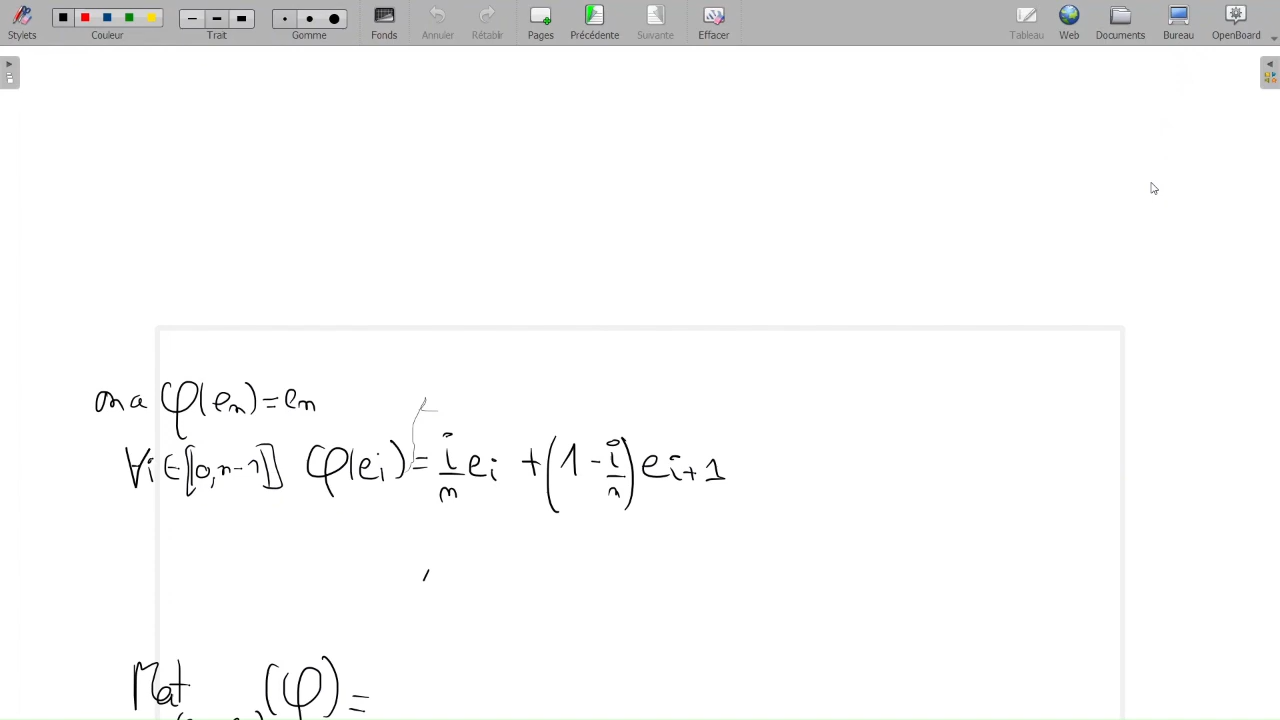 Stylets Couleur Trait Gomme Fonds Annuler Rétablir Pages Précédente Suivante Effacer Tableau Web Documents Bureau OpenBoard
on a φ(en) = en
∀i ∈ ⟦0, n-1⟧ φ(ei) = i/n ei + (1 - i/n) ei+1
Mat (φ) =